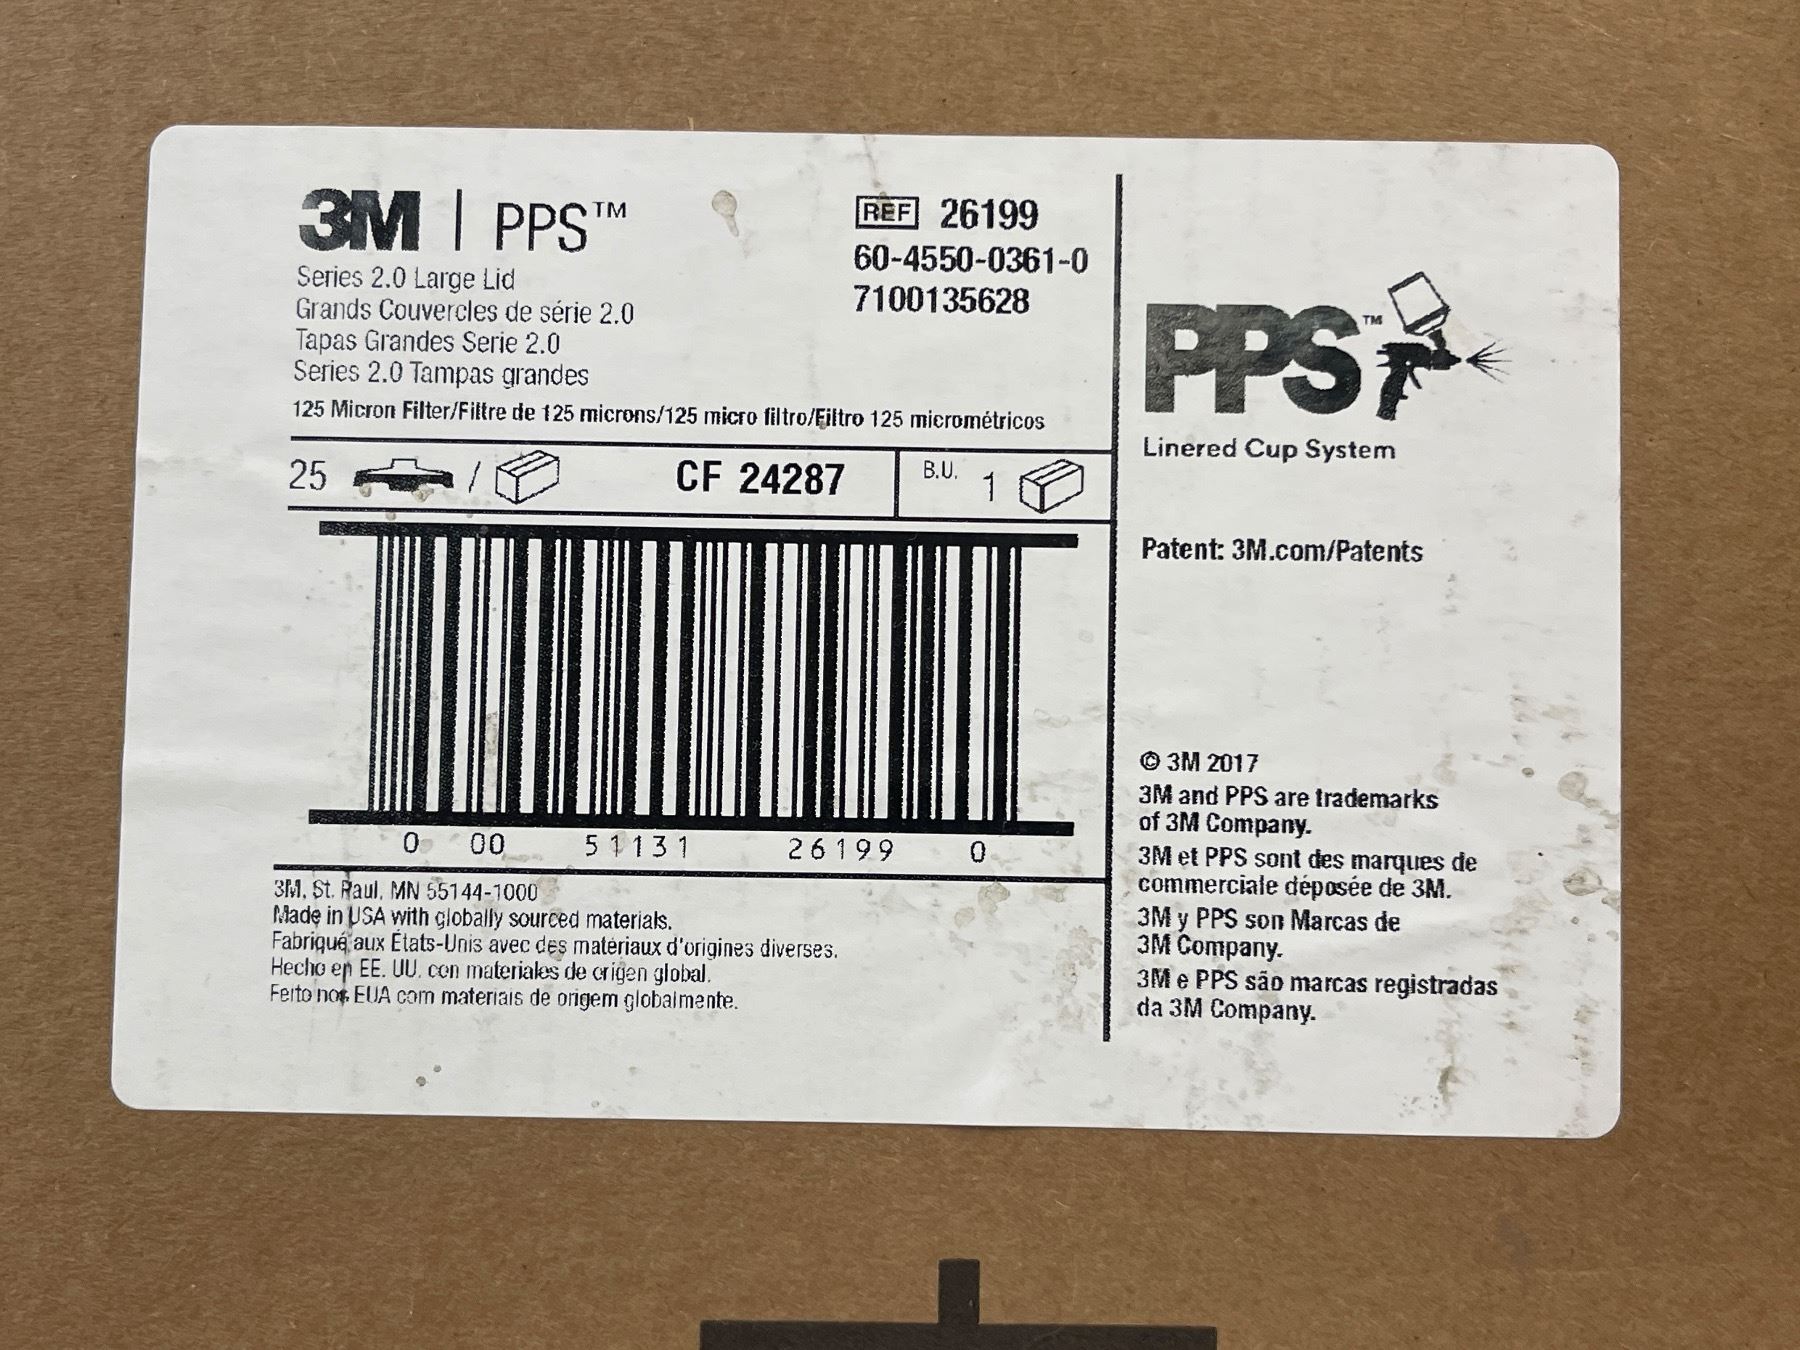 3M | PPS™
Series 2.0 Large Lid
Grands Couvercles de série 2.0
Tapas Grandes Serie 2.0
Series 2.0 Tampas grandes
125 Micron Filter/Filtre de 125 microns/125 micro filtro/Filtro 125 micrométricos
REF 26199
60-4550-0361-0
7100135628
25 / CF 24287 B.U. 1
0 00 51131 26199 0
3M, St. Paul, MN 55144-1000
Made in USA with globally sourced materials.
Fabriqué aux États-Unis avec des matériaux d'origines diverses.
Hecho en EE. UU. con materiales de origen global.
Feito nos EUA com materiais de origem globalmente.
PPS™
Linered Cup System
Patent: 3M.com/Patents
© 3M 2017
3M and PPS are trademarks
of 3M Company.
3M et PPS sont des marques de
commerciale déposée de 3M.
3M y PPS son Marcas de
3M Company.
3M e PPS são marcas registradas
da 3M Company.